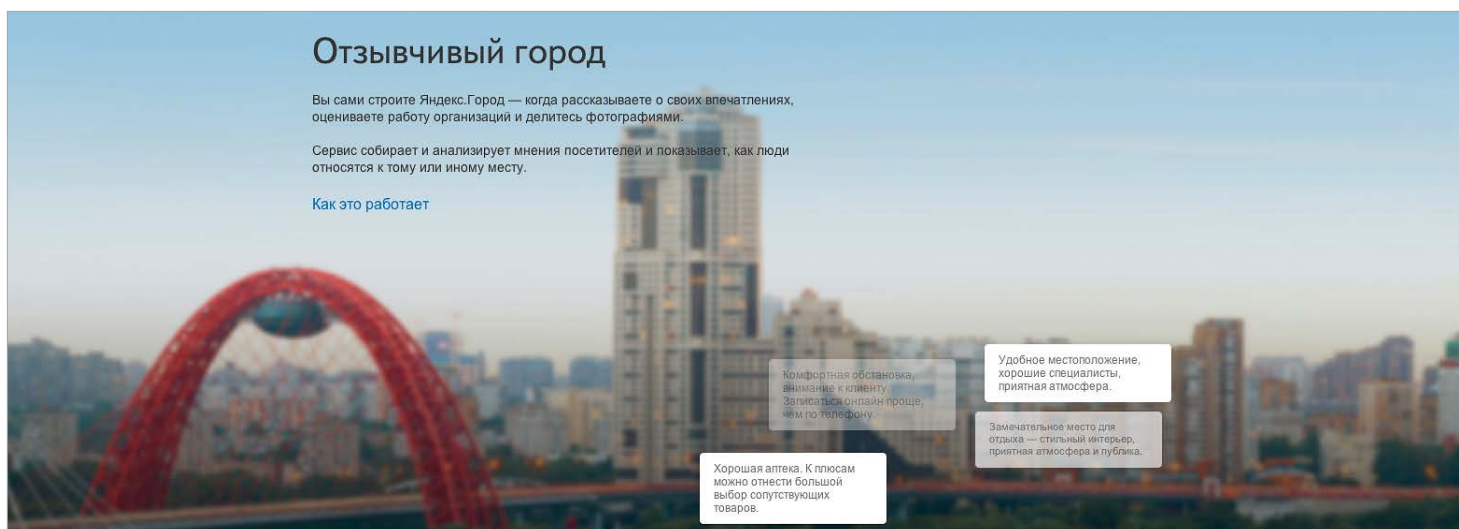 Отзывчивый город
Вы сами строите Яндекс.Город — когда рассказываете о своих впечатлениях,
оцениваете работу организаций и делитесь фотографиями.
Сервис собирает и анализирует мнения посетителей и показывает, как люди
относятся к тому или иному месту.
Как это работает
Комфортная обстановка,
внимание к клиенту.
Записаться онлайн проще,
чем по телефону.
Удобное местоположение,
хорошие специалисты,
приятная атмосфера.
Замечательное место для
отдыха — стильный интерьер,
приятная атмосфера и публика.
Хорошая аптека. К плюсам
можно отнести большой
выбор сопутствующих
товаров.